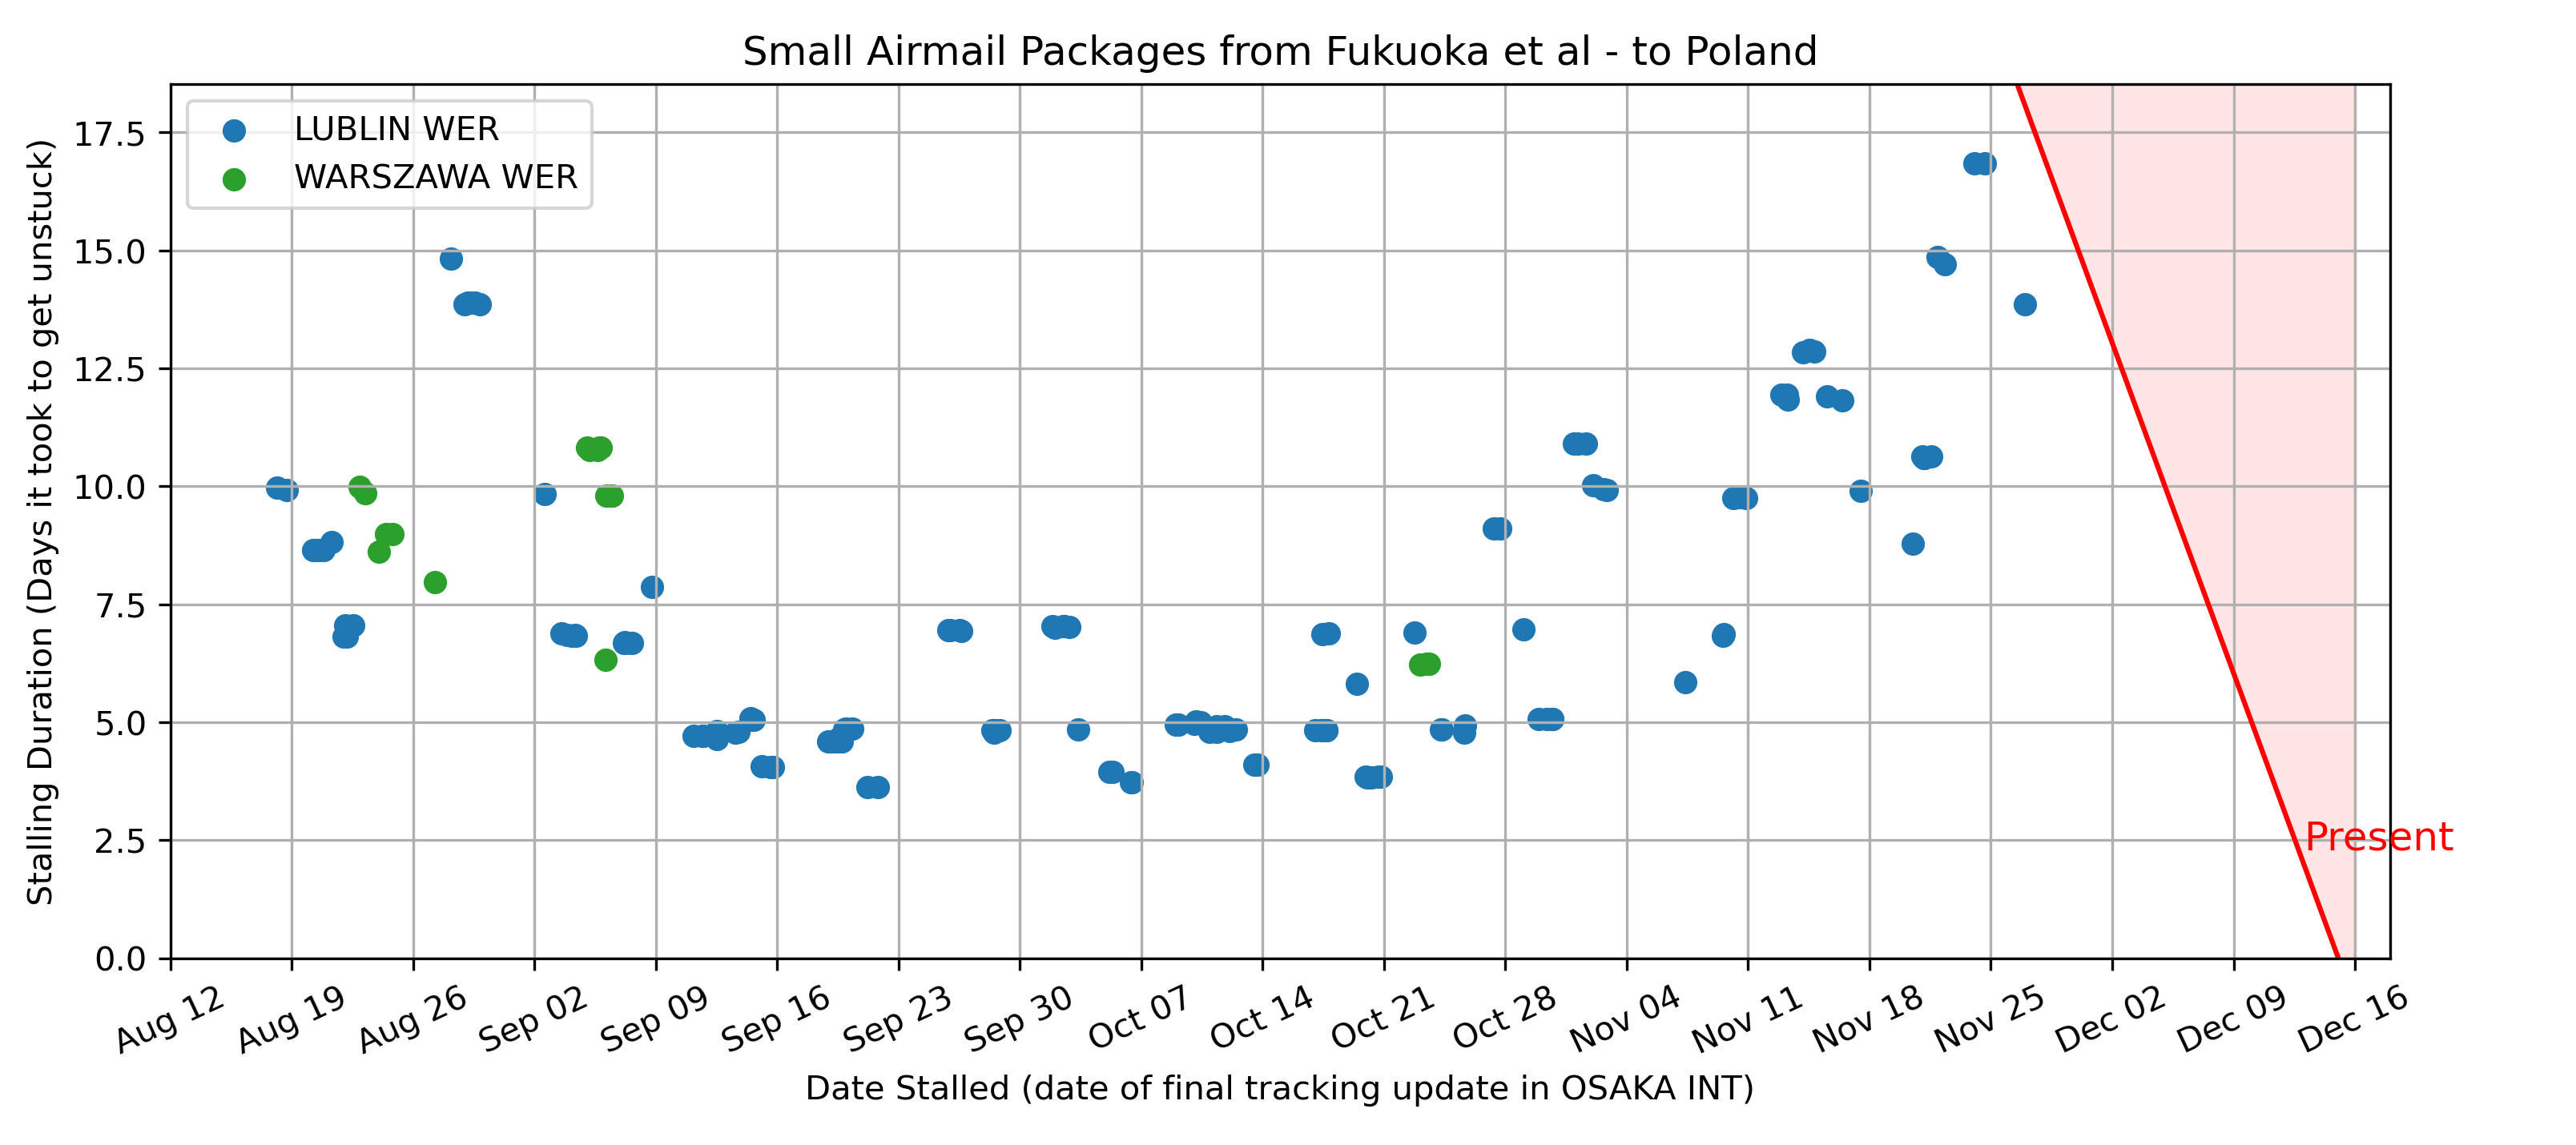 Small Airmail Packages from Fukuoka et al - to Poland
LUBLIN WER
WARSZAWA WER
Stalling Duration (Days it took to get unstuck)
17.5
15.0
12.5
10.0
7.5
5.0
2.5
0.0
Present
Aug 12
Aug 19
Aug 26
Sep 02
Sep 09
Sep 16
Sep 23
Sep 30
Oct 07
Oct 14
Oct 21
Oct 28
Nov 04
Nov 11
Nov 18
Nov 25
Dec 02
Dec 09
Dec 16
Date Stalled (date of final tracking update in OSAKA INT)